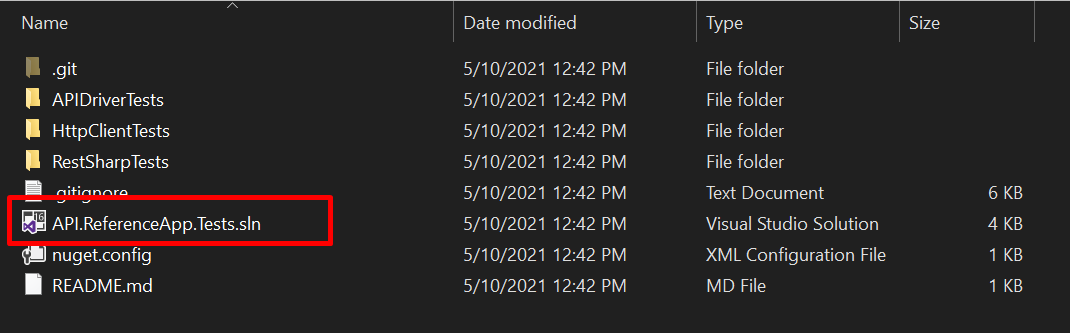 Name Date modified Type Size
.git 5/10/2021 12:42 PM File folder
APIDriverTests 5/10/2021 12:42 PM File folder
HttpClientTests 5/10/2021 12:42 PM File folder
RestSharpTests 5/10/2021 12:42 PM File folder
.gitignore 5/10/2021 12:42 PM Text Document 6 KB
16 API.ReferenceApp.Tests.sln 5/10/2021 12:42 PM Visual Studio Solution 4 KB
nuget.config 5/10/2021 12:42 PM XML Configuration File 1 KB
README.md 5/10/2021 12:42 PM MD File 1 KB